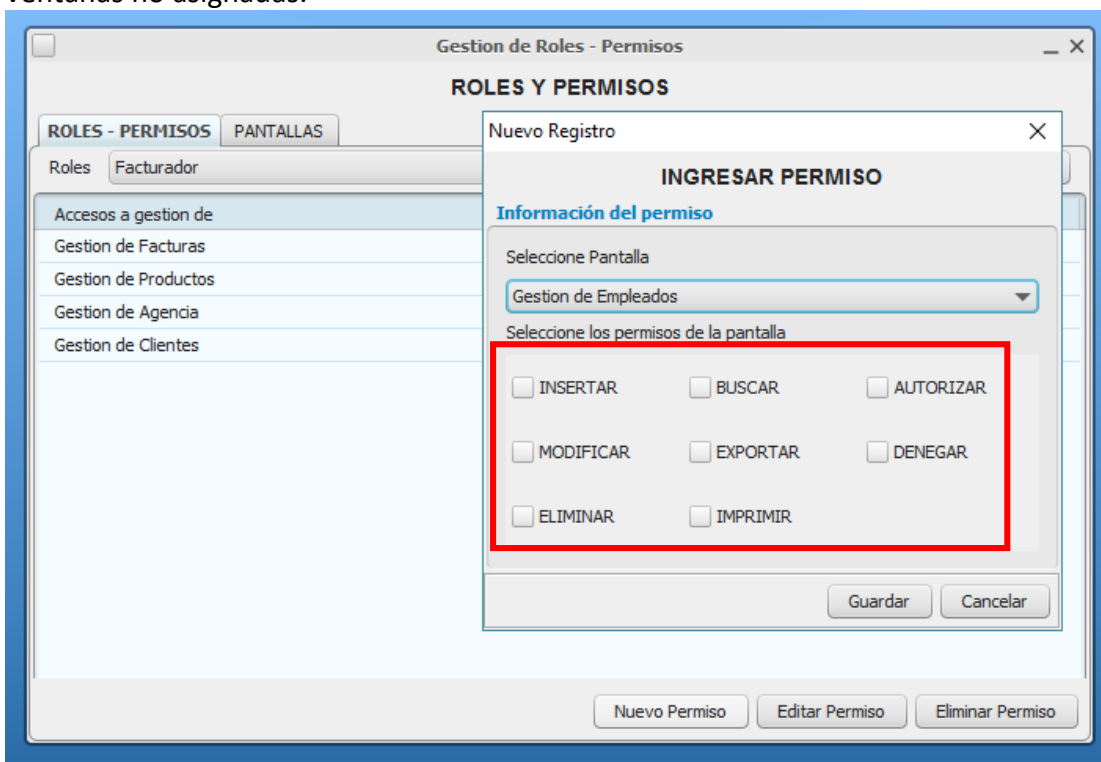 ventanas no asignadas.
Gestion de Roles - Permisos
ROLES Y PERMISOS
ROLES - PERMISOS PANTALLAS
Roles Facturador
Accesos a gestion de
Gestion de Facturas
Gestion de Productos
Gestion de Agencia
Gestion de Clientes
Nuevo Registro
INGRESAR PERMISO
Información del permiso
Seleccione Pantalla
Gestion de Empleados
Seleccione los permisos de la pantalla
INSERTAR BUSCAR AUTORIZAR
MODIFICAR EXPORTAR DENEGAR
ELIMINAR IMPRIMIR
Guardar Cancelar
Nuevo Permiso Editar Permiso Eliminar Permiso